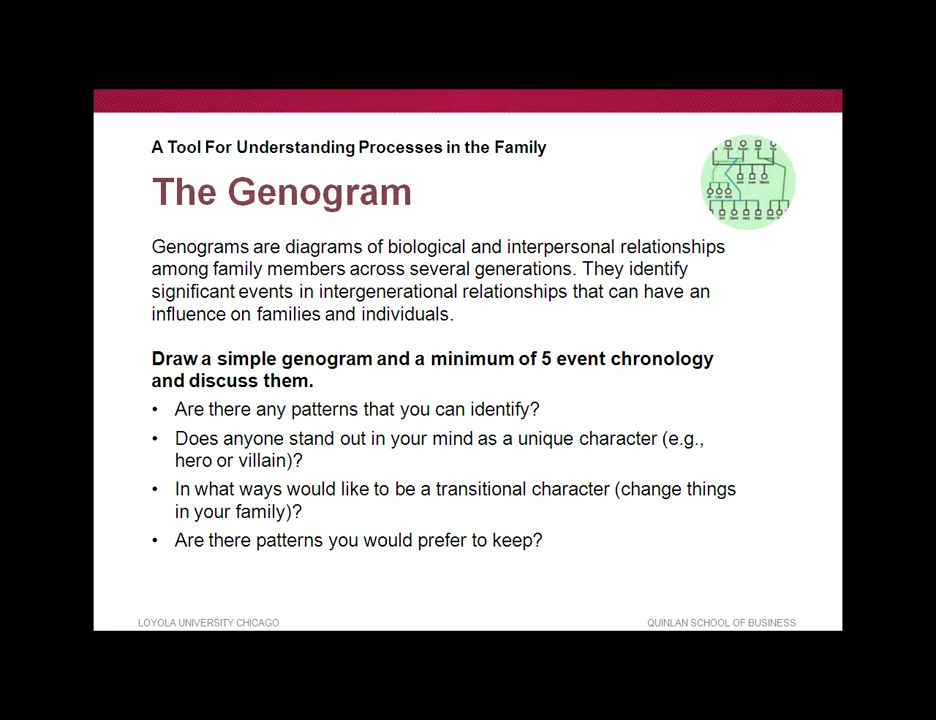 A Tool For Understanding Processes in the Family
The Genogram
Genograms are diagrams of biological and interpersonal relationships
among family members across several generations. They identify
significant events in intergenerational relationships that can have an
influence on families and individuals.
Draw a simple genogram and a minimum of 5 event chronology
and discuss them.
• Are there any patterns that you can identify?
• Does anyone stand out in your mind as a unique character (e.g.,
hero or villain)?
• In what ways would like to be a transitional character (change things
in your family)?
• Are there patterns you would prefer to keep?
LOYOLA UNIVERSITY CHICAGO
QUINLAN SCHOOL OF BUSINESS